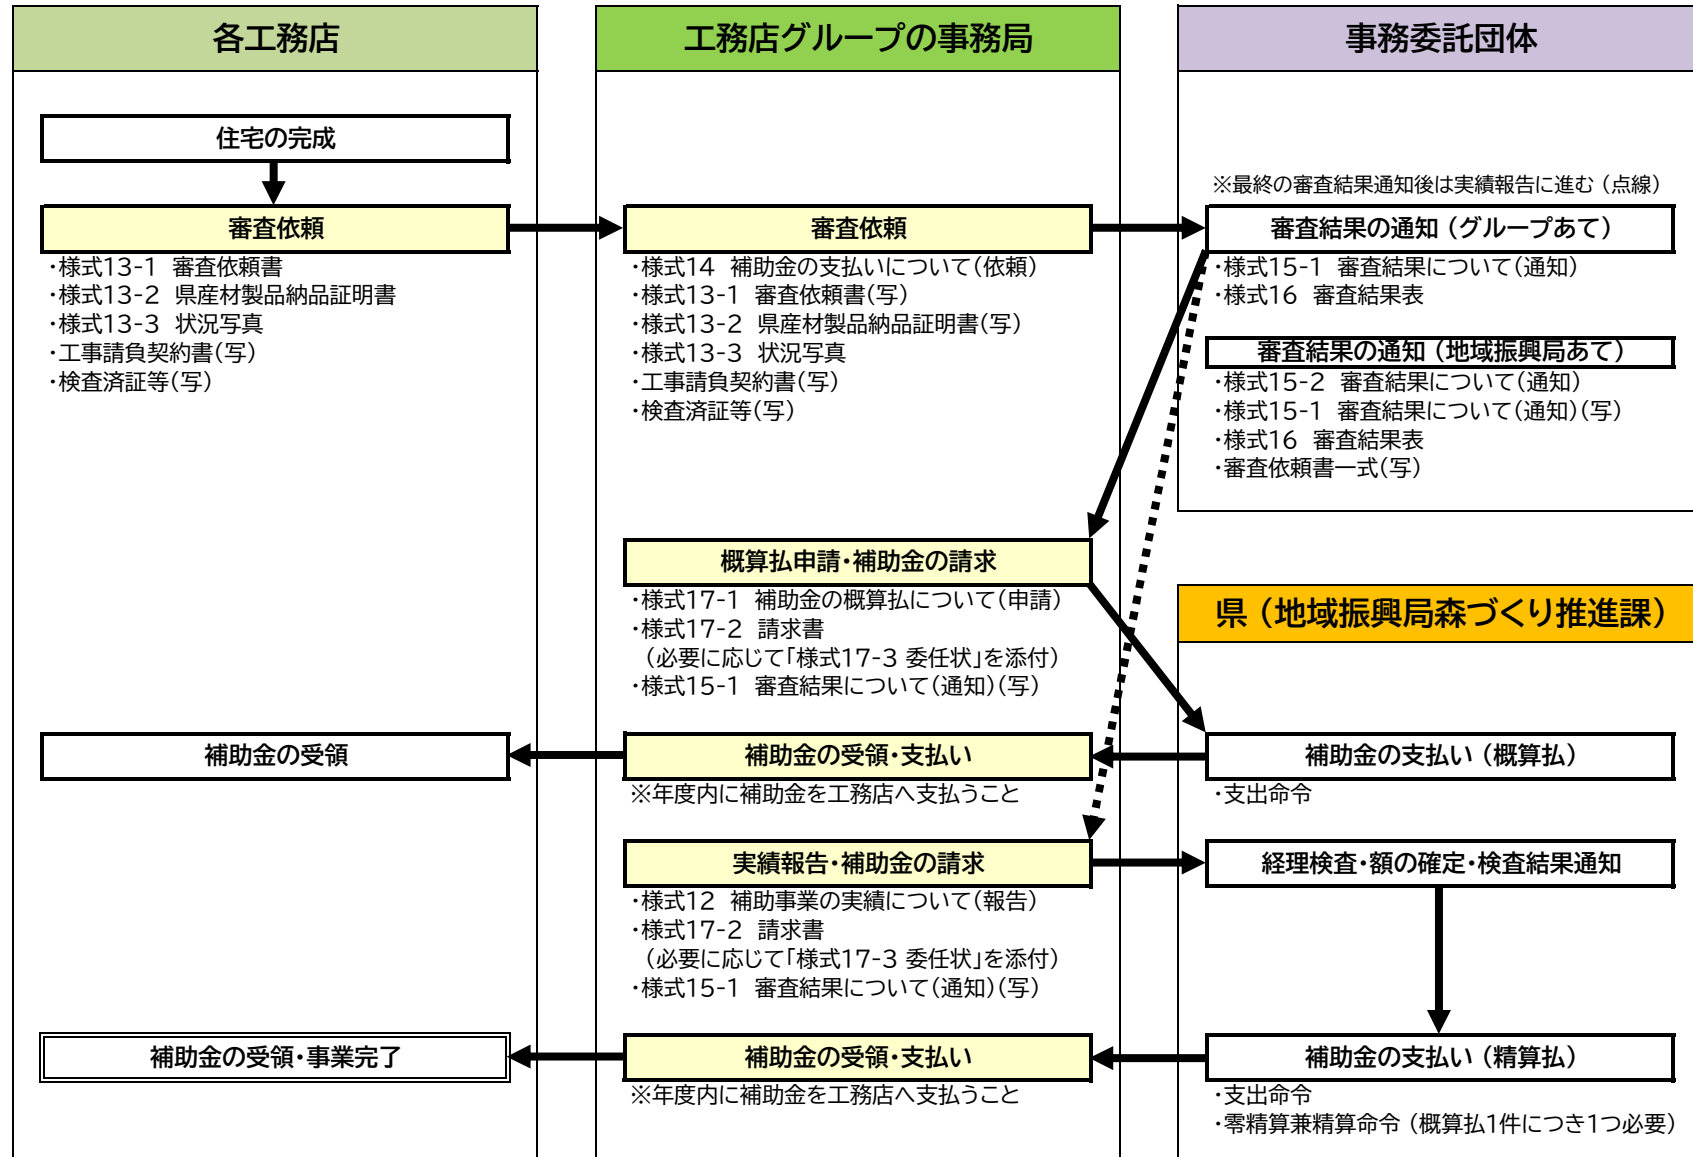 各工務店
住宅の完成
審査依頼
・様式13-1 審査依頼書
・様式13-2 県産材製品納品証明書
・様式13-3 状況写真
・工事請負契約書(写)
・検査済証等(写)
補助金の受領
補助金の受領・事業完了
工務店グループの事務局
審査依頼
・様式14 補助金の支払いについて(依頼)
・様式13-1 審査依頼書(写)
・様式13-2 県産材製品納品証明書(写)
・様式13-3 状況写真
・工事請負契約書(写)
・検査済証等(写)
概算払申請・補助金の請求
・様式17-1 補助金の概算払について(申請)
・様式17-2 請求書
(必要に応じて「様式17-3 委任状」を添付)
・様式15-1 審査結果について(通知)(写)
補助金の受領・支払い
※年度内に補助金を工務店へ支払うこと
実績報告・補助金の請求
・様式12 補助事業の実績について(報告)
・様式17-2 請求書
(必要に応じて「様式17-3 委任状」を添付)
・様式15-1 審査結果について(通知)(写)
補助金の受領・支払い
※年度内に補助金を工務店へ支払うこと
事務委託団体
※最終の審査結果通知後は実績報告に進む(点線)
審査結果の通知(グループあて)
・様式15-1 審査結果について(通知)
・様式16 審査結果表
審査結果の通知(地域振興局あて)
・様式15-2 審査結果について(通知)
・様式15-1 審査結果について(通知)(写)
・様式16 審査結果表
・審査依頼書一式(写)
県(地域振興局森づくり推進課)
補助金の支払い(概算払)
・支出命令
経理検査・額の確定・検査結果通知
補助金の支払い(精算払)
・支出命令
・零精算兼精算命令(概算払1件につき1つ必要)